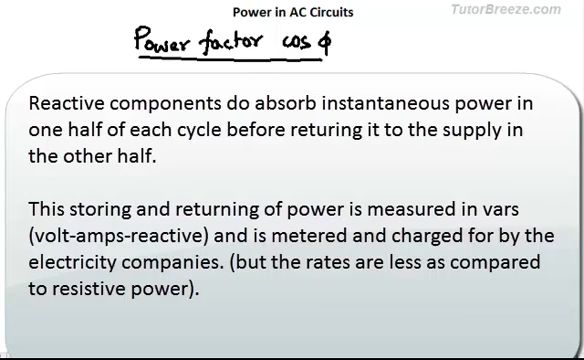 Power in AC Circuits
TutorBreeze.com
Power factor cos ϕ
Reactive components do absorb instantaneous power in
one half of each cycle before returing it to the supply in
the other half.
This storing and returning of power is measured in vars
(volt-amps-reactive) and is metered and charged for by the
electricity companies. (but the rates are less as compared
to resistive power).